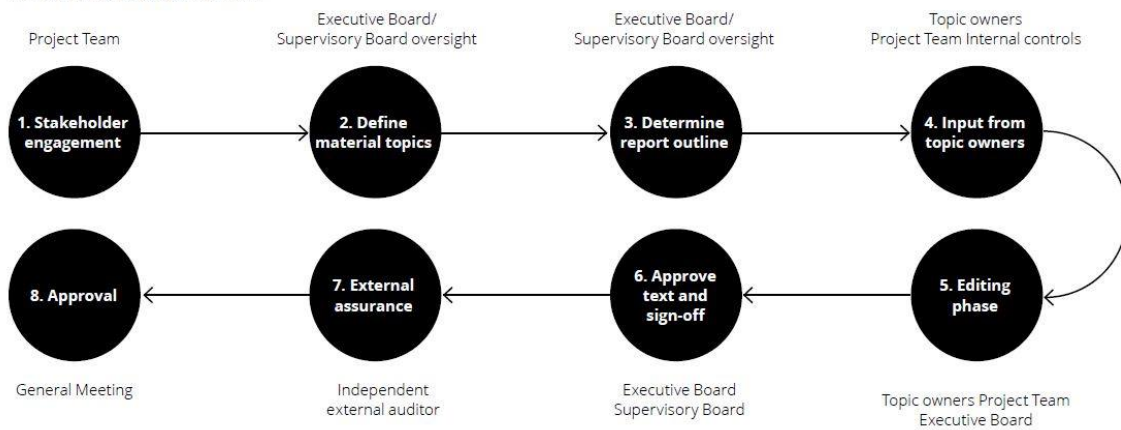 Project Team
Executive Board/
Supervisory Board oversight
Executive Board/
Supervisory Board oversight
Topic owners
Project Team Internal controls
1. Stakeholder
engagement
2. Define
material topics
3. Determine
report outline
4. Input from
topic owners
8. Approval
7. External
assurance
6. Approve
text and
sign-off
5. Editing
phase
General Meeting
Independent
external auditor
Executive Board
Supervisory Board
Topic owners Project Team
Executive Board